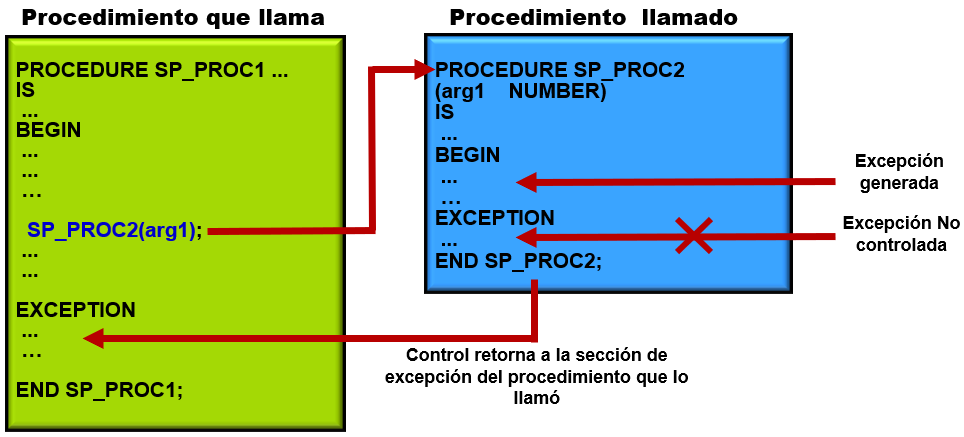 Procedimiento que llama
PROCEDURE SP_PROC1 ...
IS
...
BEGIN
...
...
...
SP_PROC2(arg1);
...
...
EXCEPTION
...
...
END SP_PROC1;
Procedimiento llamado
PROCEDURE SP_PROC2
(arg1 NUMBER)
IS
...
BEGIN
...
...
EXCEPTION
...
END SP_PROC2;
Excepción
generada
Excepción No
controlada
Control retorna a la sección de
excepción del procedimiento que lo
llamó